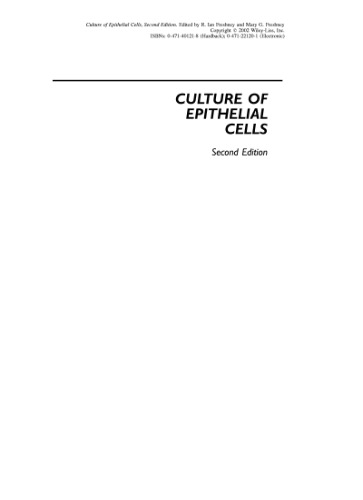 Culture of Epithelial Cells, Second Edition. Edited by R. Ian Freshney and Mary G. Freshney
Copyright © 2002 Wiley-Liss, Inc.
ISBNs: 0-471-40121-8 (Hardback); 0-471-22120-1 (Electronic)
CULTURE OF
EPITHELIAL
CELLS
Second Edition